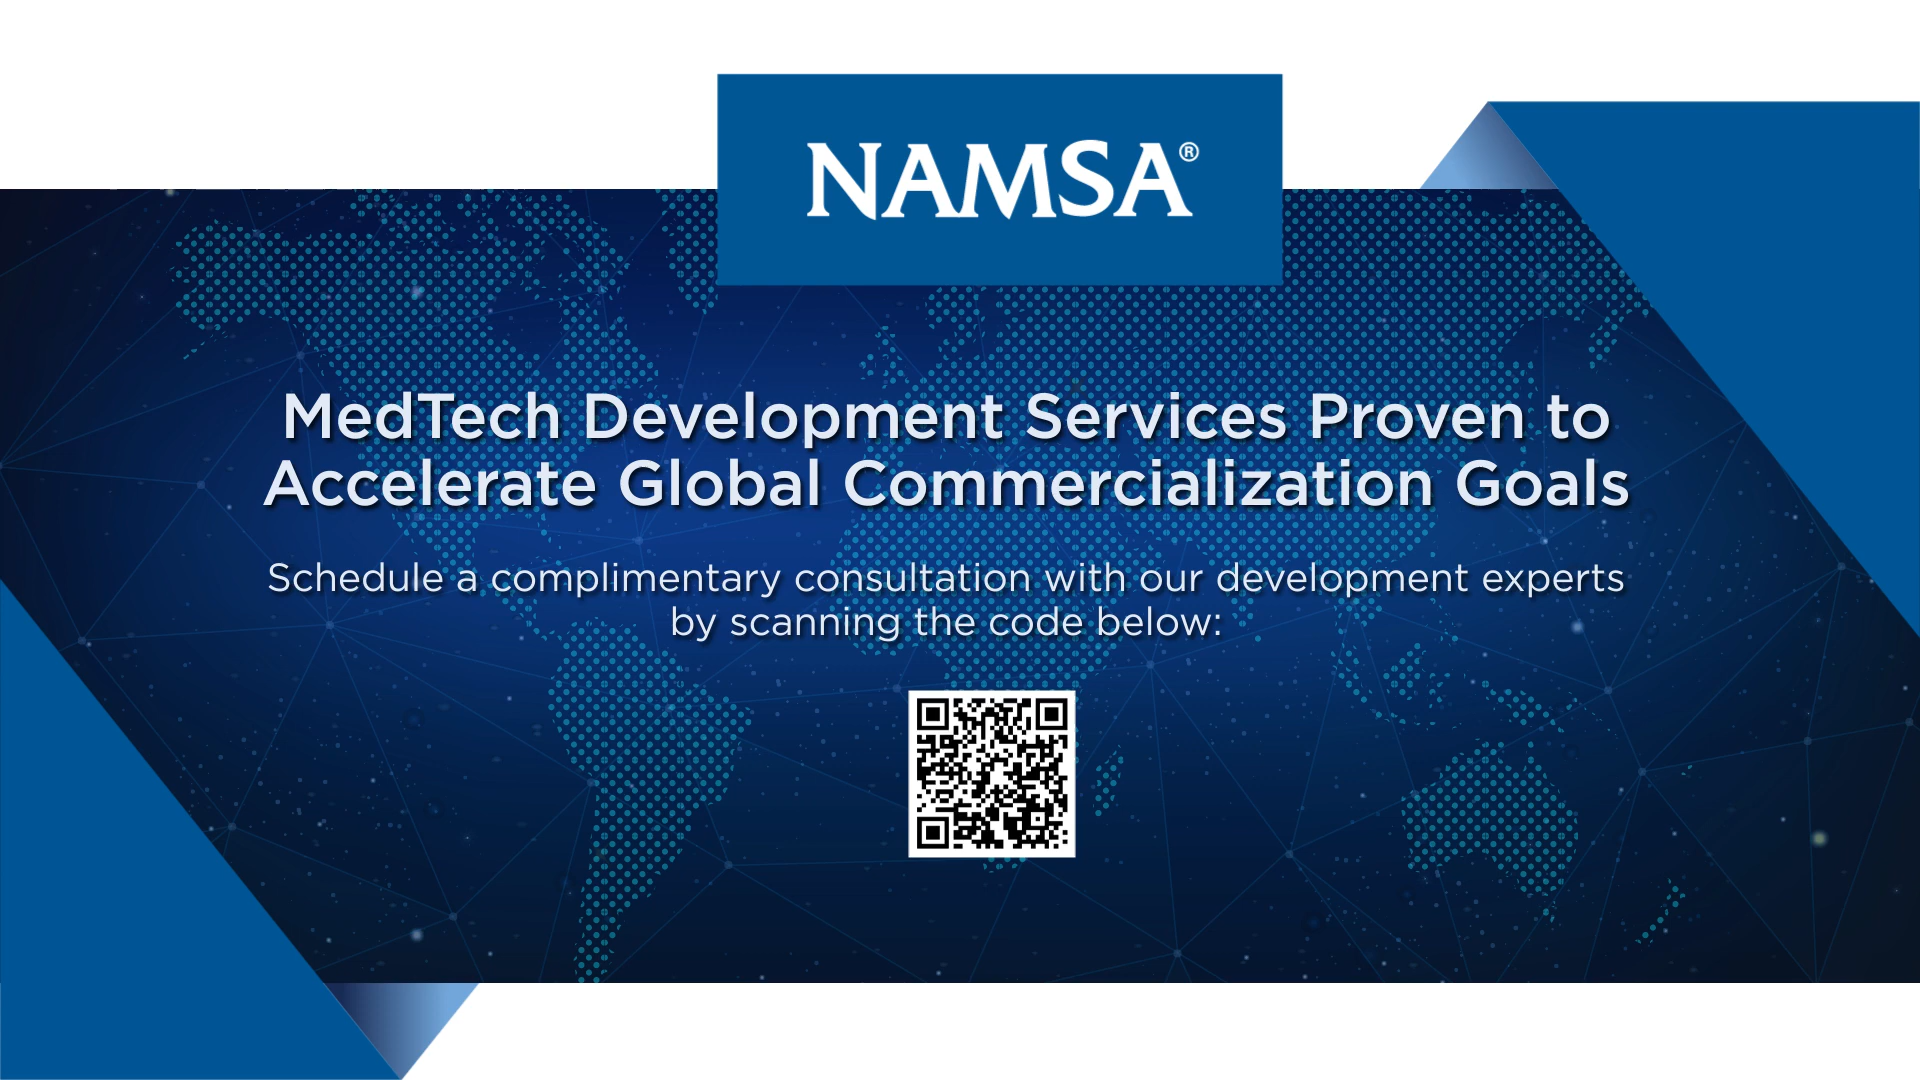 NAMSA®
MedTech Development Services Proven to
Accelerate Global Commercialization Goals
Schedule a complimentary consultation with our development experts
by scanning the code below: